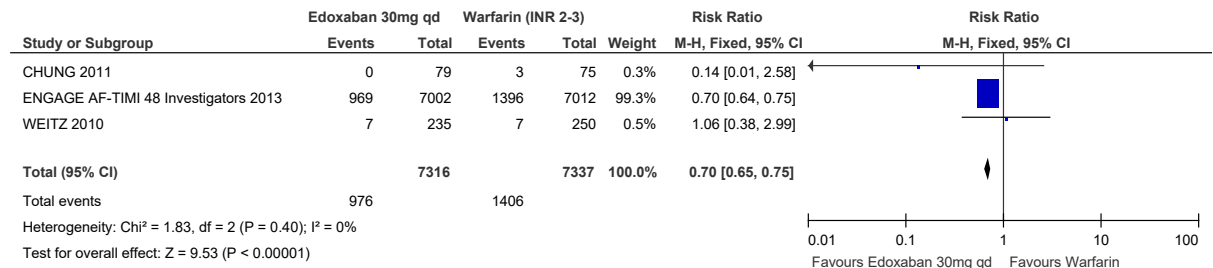 Edoxaban 30mg qd Warfarin (INR 2-3) Risk Ratio Risk Ratio
Study or Subgroup Events Total Events Total Weight M-H, Fixed, 95% CI M-H, Fixed, 95% CI
CHUNG 2011 0 79 3 75 0.3% 0.14 [0.01, 2.58]
ENGAGE AF-TIMI 48 Investigators 2013 969 7002 1396 7012 99.3% 0.70 [0.64, 0.75]
WEITZ 2010 7 235 7 250 0.5% 1.06 [0.38, 2.99]
Total (95% CI) 7316 7337 100.0% 0.70 [0.65, 0.75]
Total events 976 1406
Heterogeneity: Chi² = 1.83, df = 2 (P = 0.40); I² = 0%
Test for overall effect: Z = 9.53 (P < 0.00001)
0.01 0.1 1 10 100
Favours Edoxaban 30mg qd Favours Warfarin